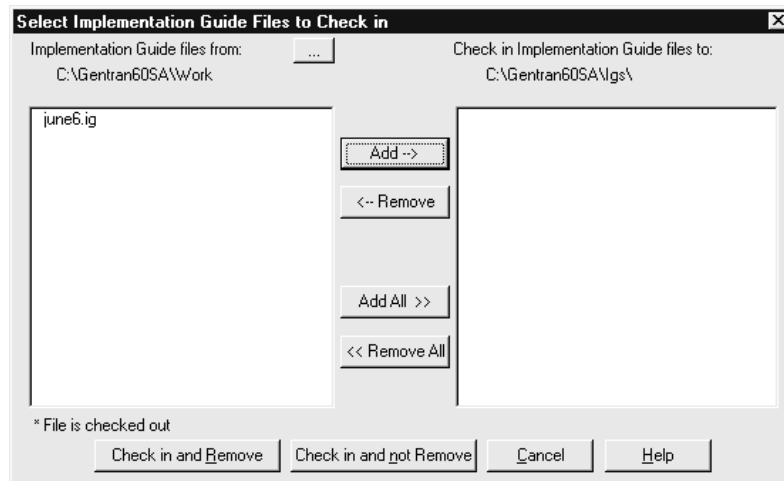 Select Implementation Guide Files to Check in
Implementation Guide files from:
...
Check in Implementation Guide files to:
C:\Gentran60SA\Work
C:\Gentran60SA\Igs\
june6.ig
Add -->
<-- Remove
Add All >>
<< Remove All
* File is checked out
Check in and Remove
Check in and not Remove
Cancel
Help